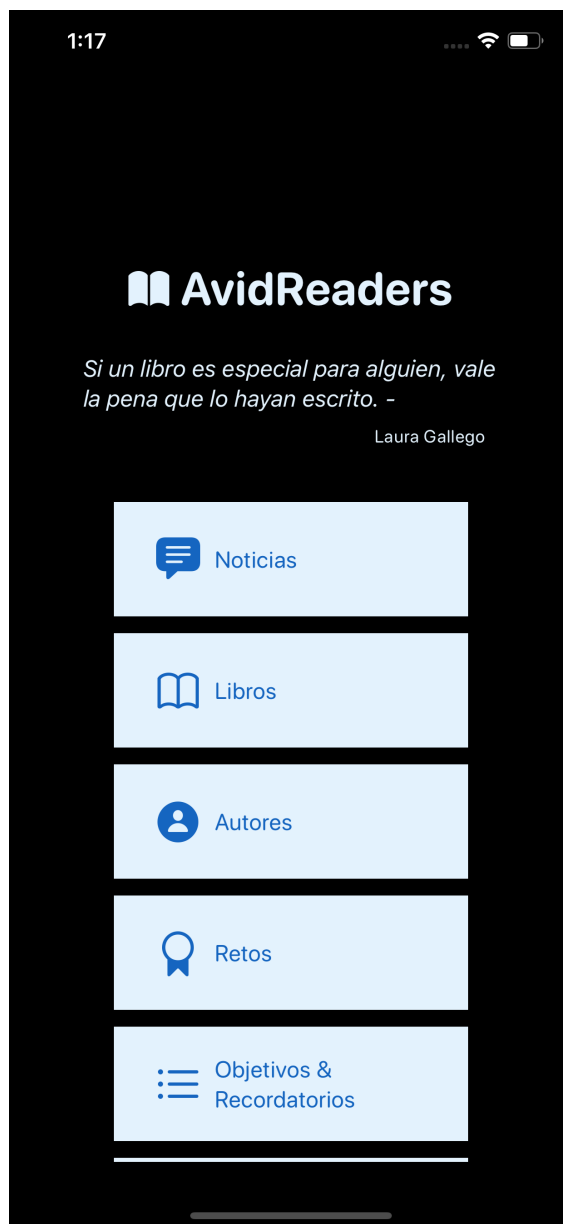 1:17
AvidReaders
Si un libro es especial para alguien, vale
la pena que lo hayan escrito. -
Laura Gallego
Noticias
Libros
Autores
Retos
Objetivos &
Recordatorios